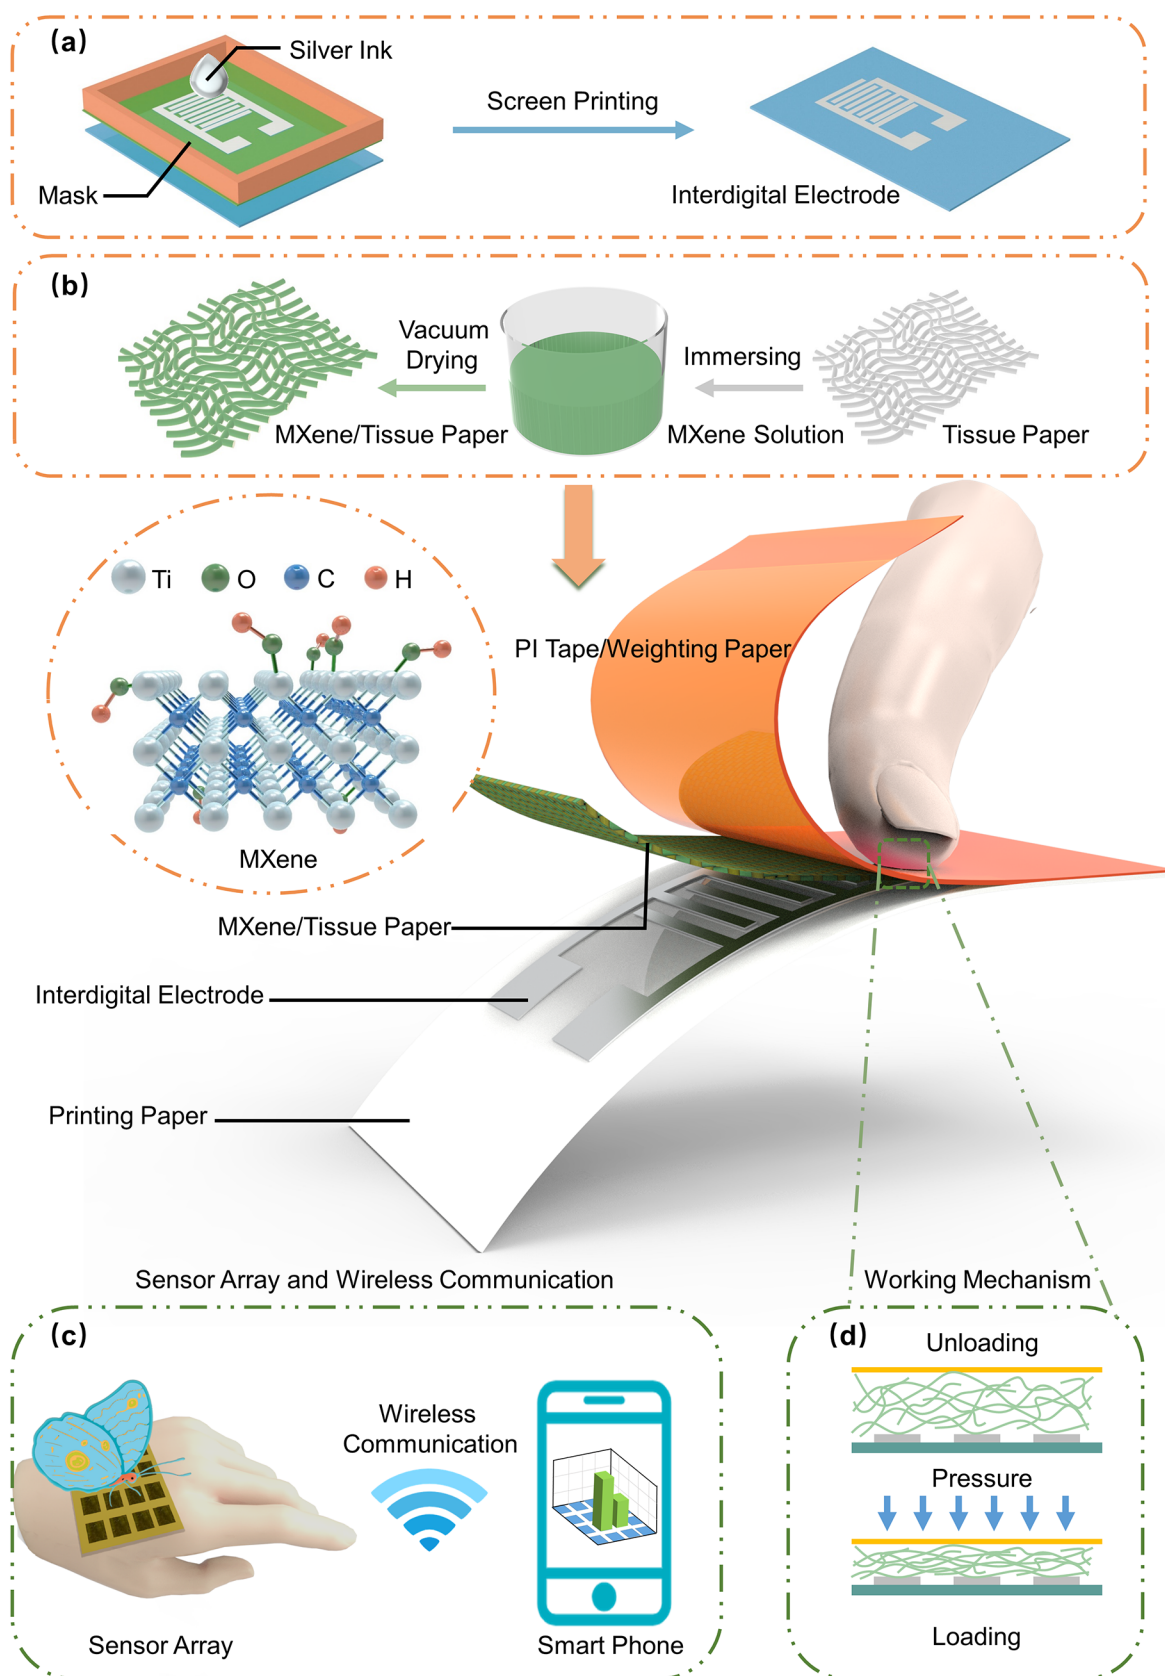 (a)
Silver Ink
Screen Printing
Mask
Interdigital Electrode
(b)
Vacuum
Drying
Immersing
MXene/Tissue Paper
MXene Solution
Tissue Paper
Ti
O
C
H
PI Tape/Weighting Paper
MXene
MXene/Tissue Paper
Interdigital Electrode
Printing Paper
Sensor Array and Wireless Communication
Working Mechanism
(c)
Wireless
Communication
Sensor Array
Smart Phone
(d)
Unloading
Pressure
Loading